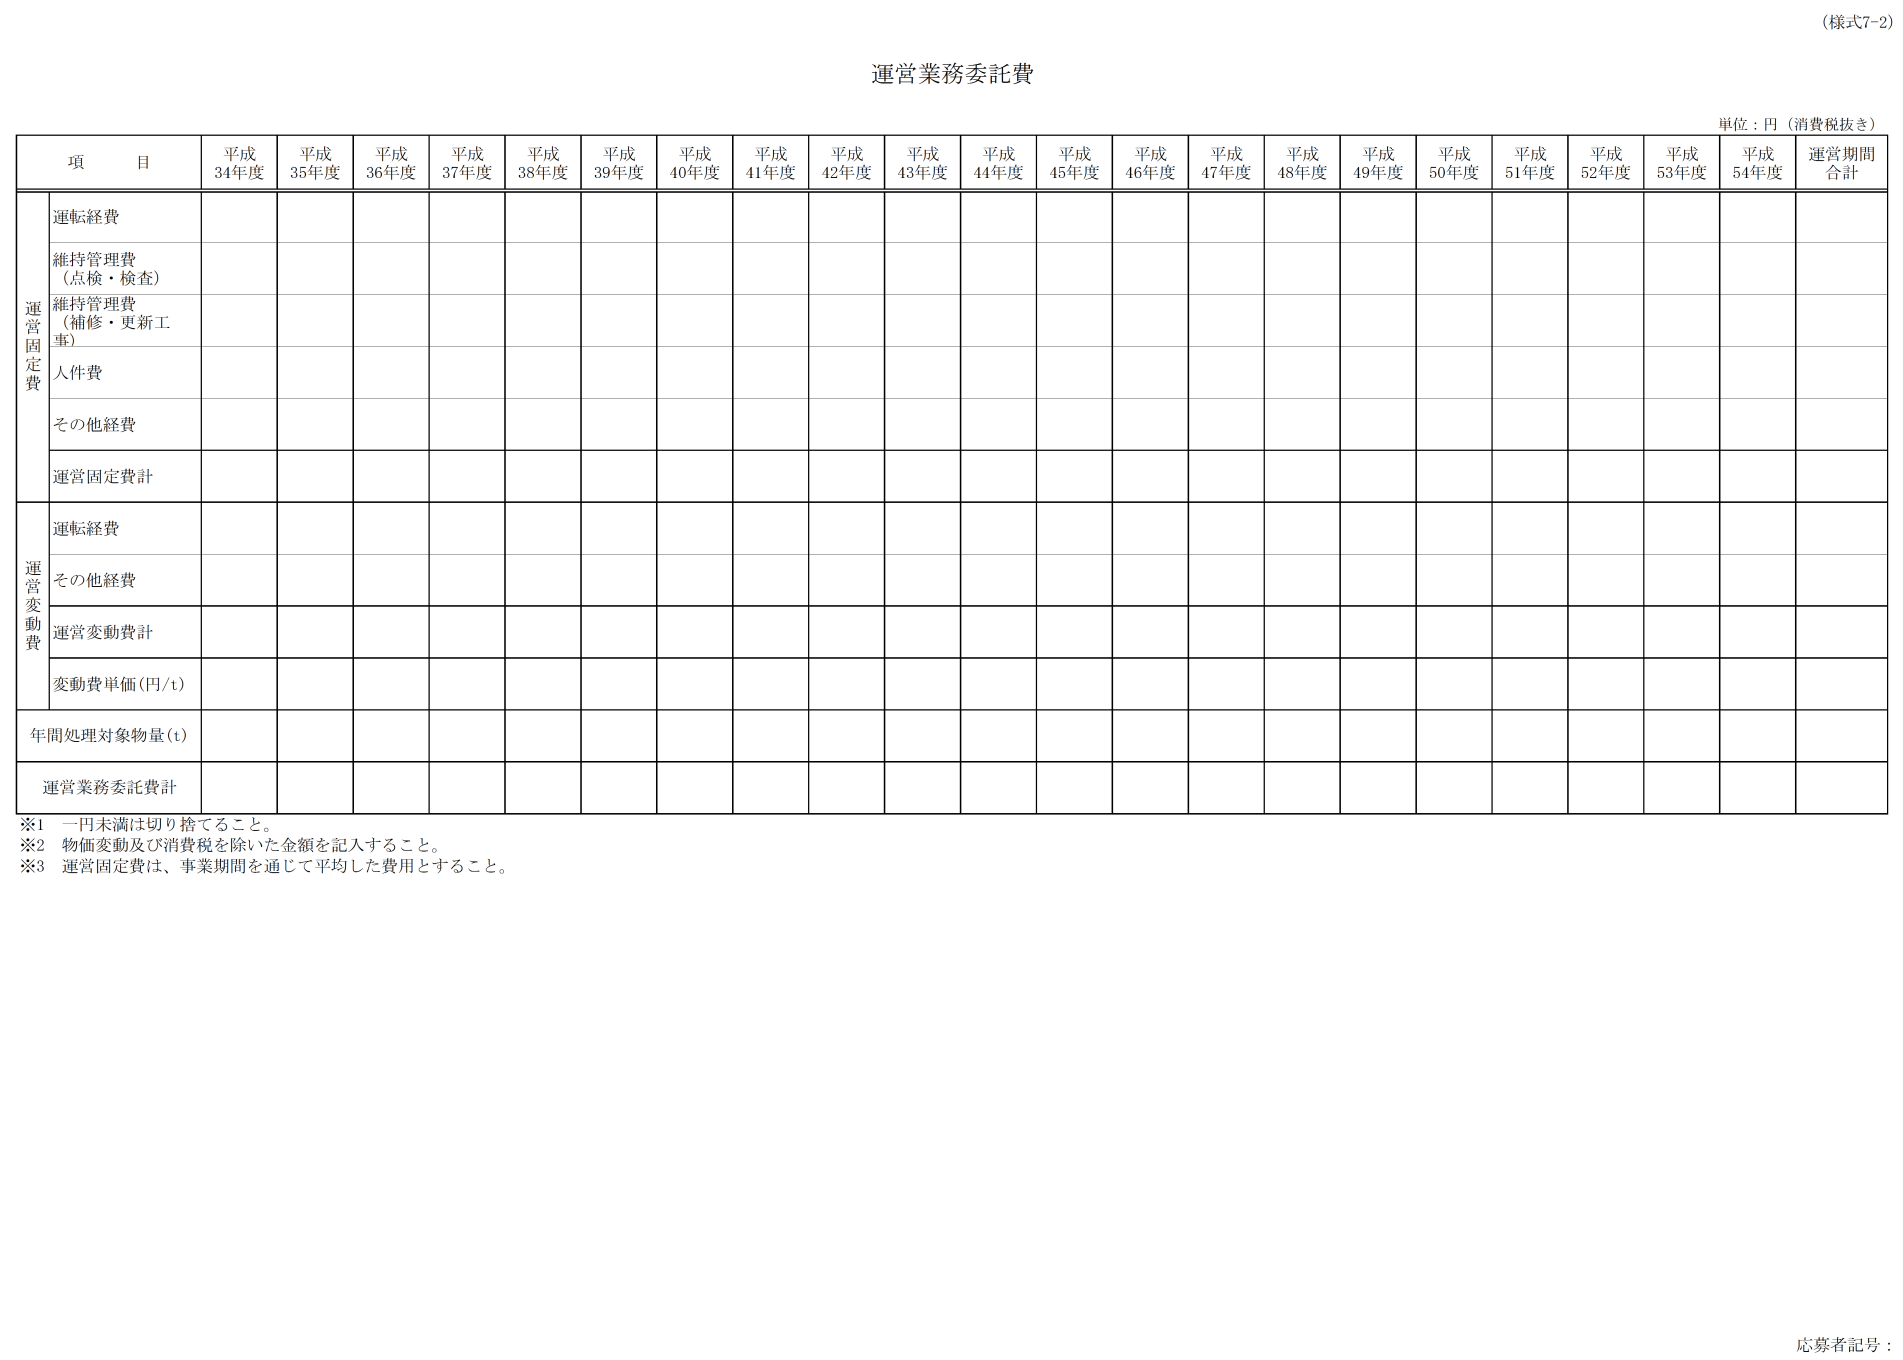 （様式7-2）
運営業務委託費
単位：円（消費税抜き）
項　　　目 平成34年度 平成35年度 平成36年度 平成37年度 平成38年度 平成39年度 平成40年度 平成41年度 平成42年度 平成43年度 平成44年度 平成45年度 平成46年度 平成47年度 平成48年度 平成49年度 平成50年度 平成51年度 平成52年度 平成53年度 平成54年度 運営期間合計
運営固定費
運転経費
維持管理費
（点検・検査）
維持管理費
（補修・更新工
事）
人件費
その他経費
運営固定費計
運営変動費
運転経費
その他経費
運営変動費計
変動費単価(円/t)
年間処理対象物量(t)
運営業務委託費計
※1　一円未満は切り捨てること。
※2　物価変動及び消費税を除いた金額を記入すること。
※3　運営固定費は、事業期間を通じて平均した費用とすること。
応募者記号：